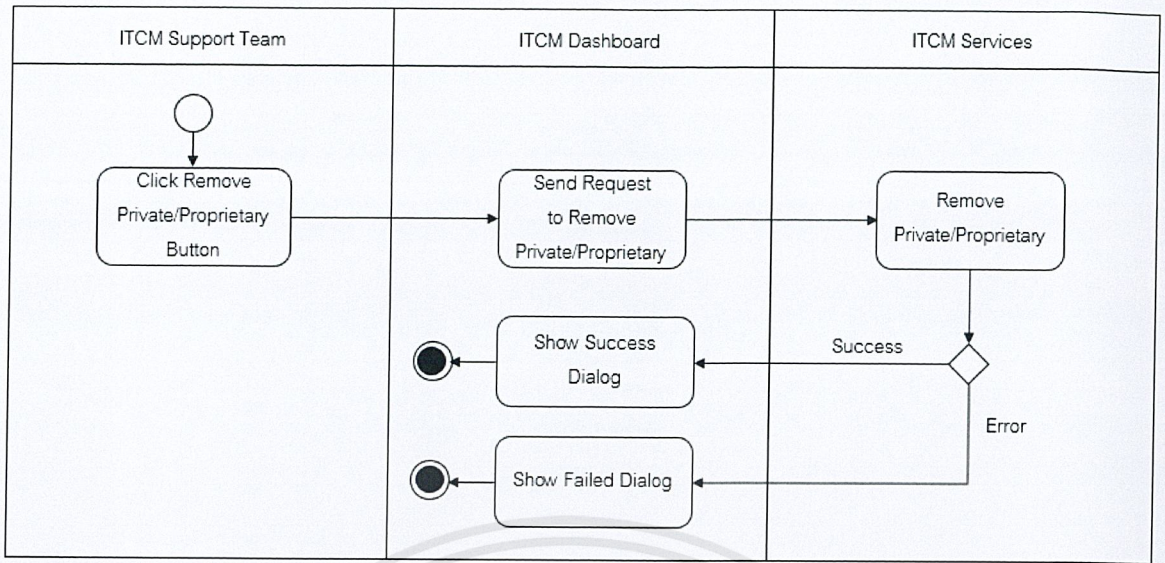 ITCM Support Team
ITCM Dashboard
ITCM Services
Click Remove
Private/Proprietary
Button
Send Request
to Remove
Private/Proprietary
Remove
Private/Proprietary
Show Success
Dialog
Success
Error
Show Failed Dialog